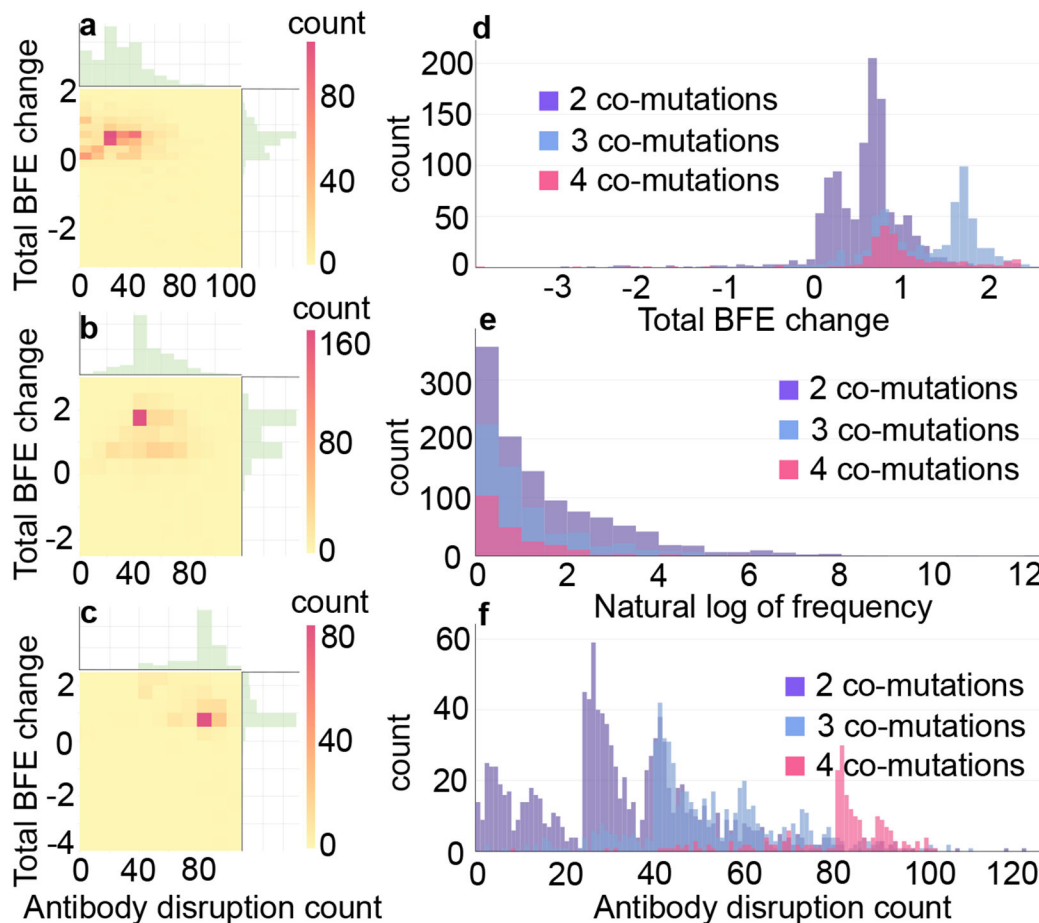 a
count
2
0
-2
Total BFE change
0 40 80 100
80
40
0
b
count
2
0
-2
Total BFE change
0 40 80
160
80
0
c
count
2
0
-2
-4
Total BFE change
0 40 80
80
40
0
Antibody disruption count
d
200
150
100
50
0
count
2 co-mutations
3 co-mutations
4 co-mutations
-3 -2 -1 0 1 2
Total BFE change
e
300
200
100
0
count
2 co-mutations
3 co-mutations
4 co-mutations
0 2 4 6 8 10 12
Natural log of frequency
f
60
40
20
0
count
2 co-mutations
3 co-mutations
4 co-mutations
0 20 40 60 80 100 120
Antibody disruption count